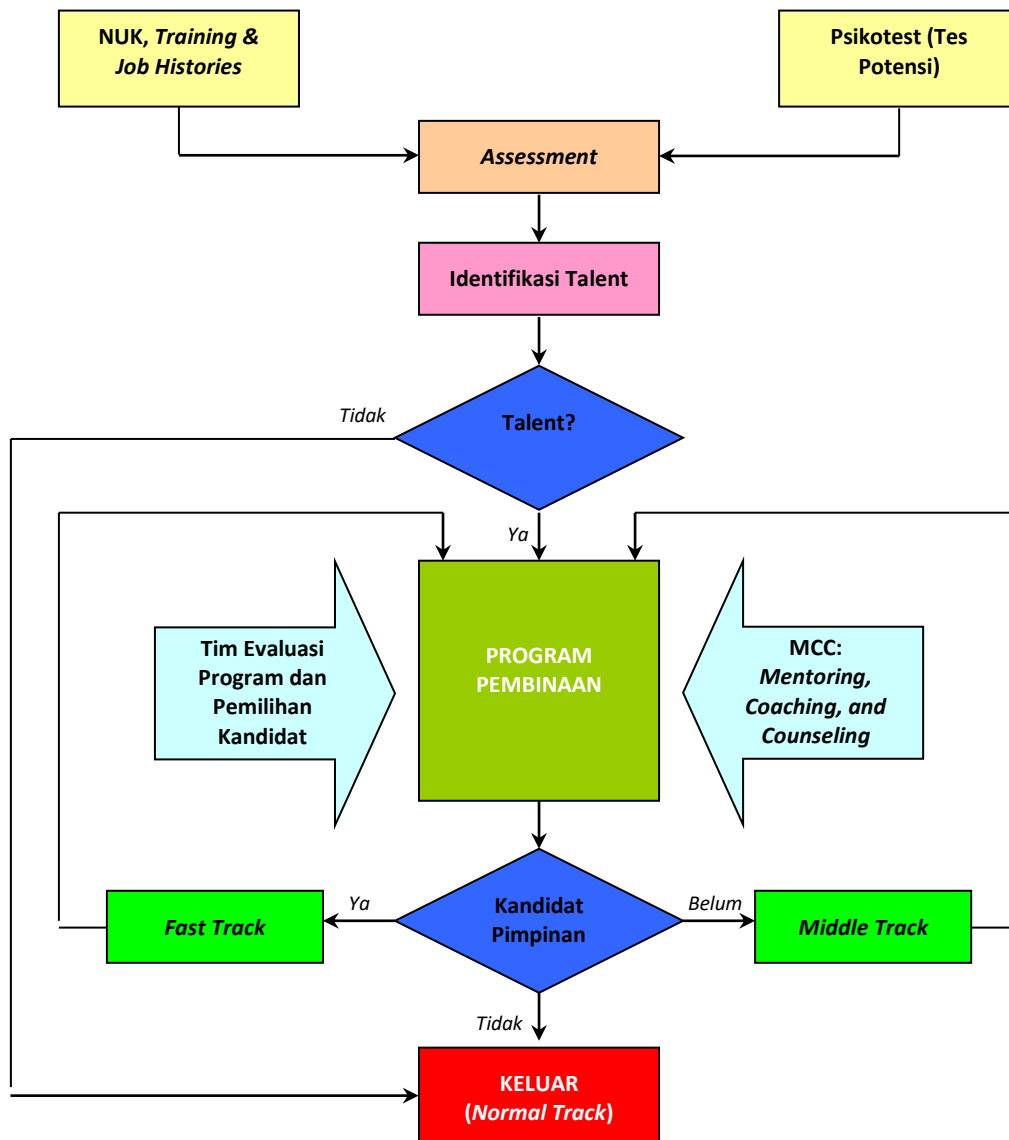 NUK, Training &
Job Histories
Psikotest (Tes
Potensi)
Assessment
Identifikasi Talent
Tidak
Talent?
Ya
Tim Evaluasi
Program dan
Pemilihan
Kandidat
PROGRAM
PEMBINAAN
MCC:
Mentoring,
Coaching, and
Counseling
Fast Track
Ya
Kandidat
Pimpinan
Belum
Middle Track
Tidak
KELUAR
(Normal Track)